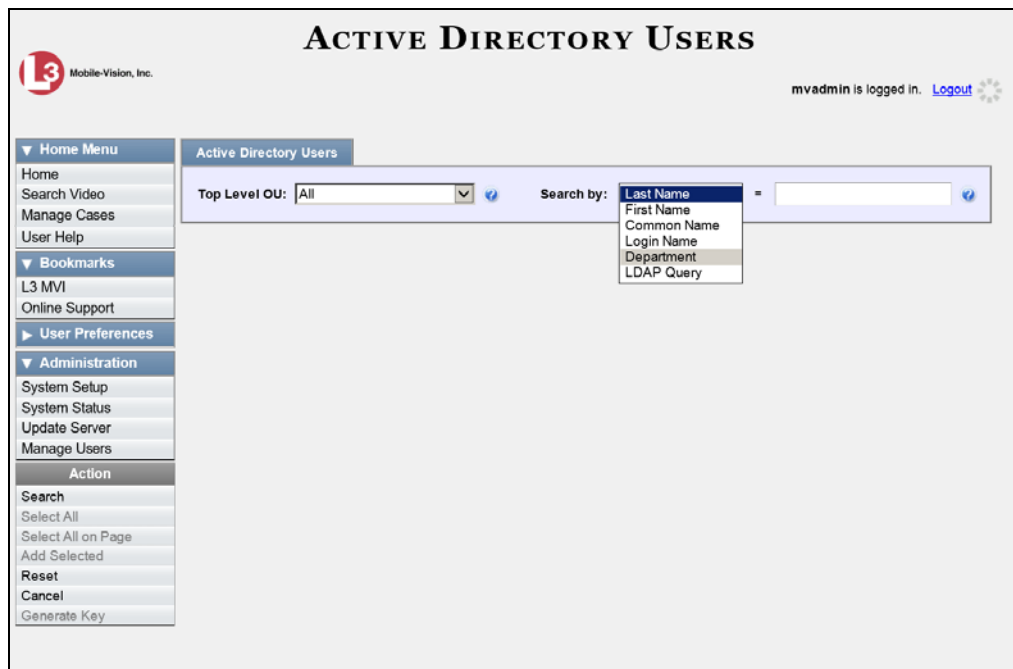 ACTIVE DIRECTORY USERS
L3 Mobile-Vision, Inc.
mvadmin is logged in. Logout
Home Menu
Home
Search Video
Manage Cases
User Help
Bookmarks
L3 MVI
Online Support
User Preferences
Administration
System Setup
System Status
Update Server
Manage Users
Action
Search
Select All
Select All on Page
Add Selected
Reset
Cancel
Generate Key
Active Directory Users
Top Level OU: All ? Search by: Last Name = ?
First Name
Common Name
Login Name
Department
LDAP Query